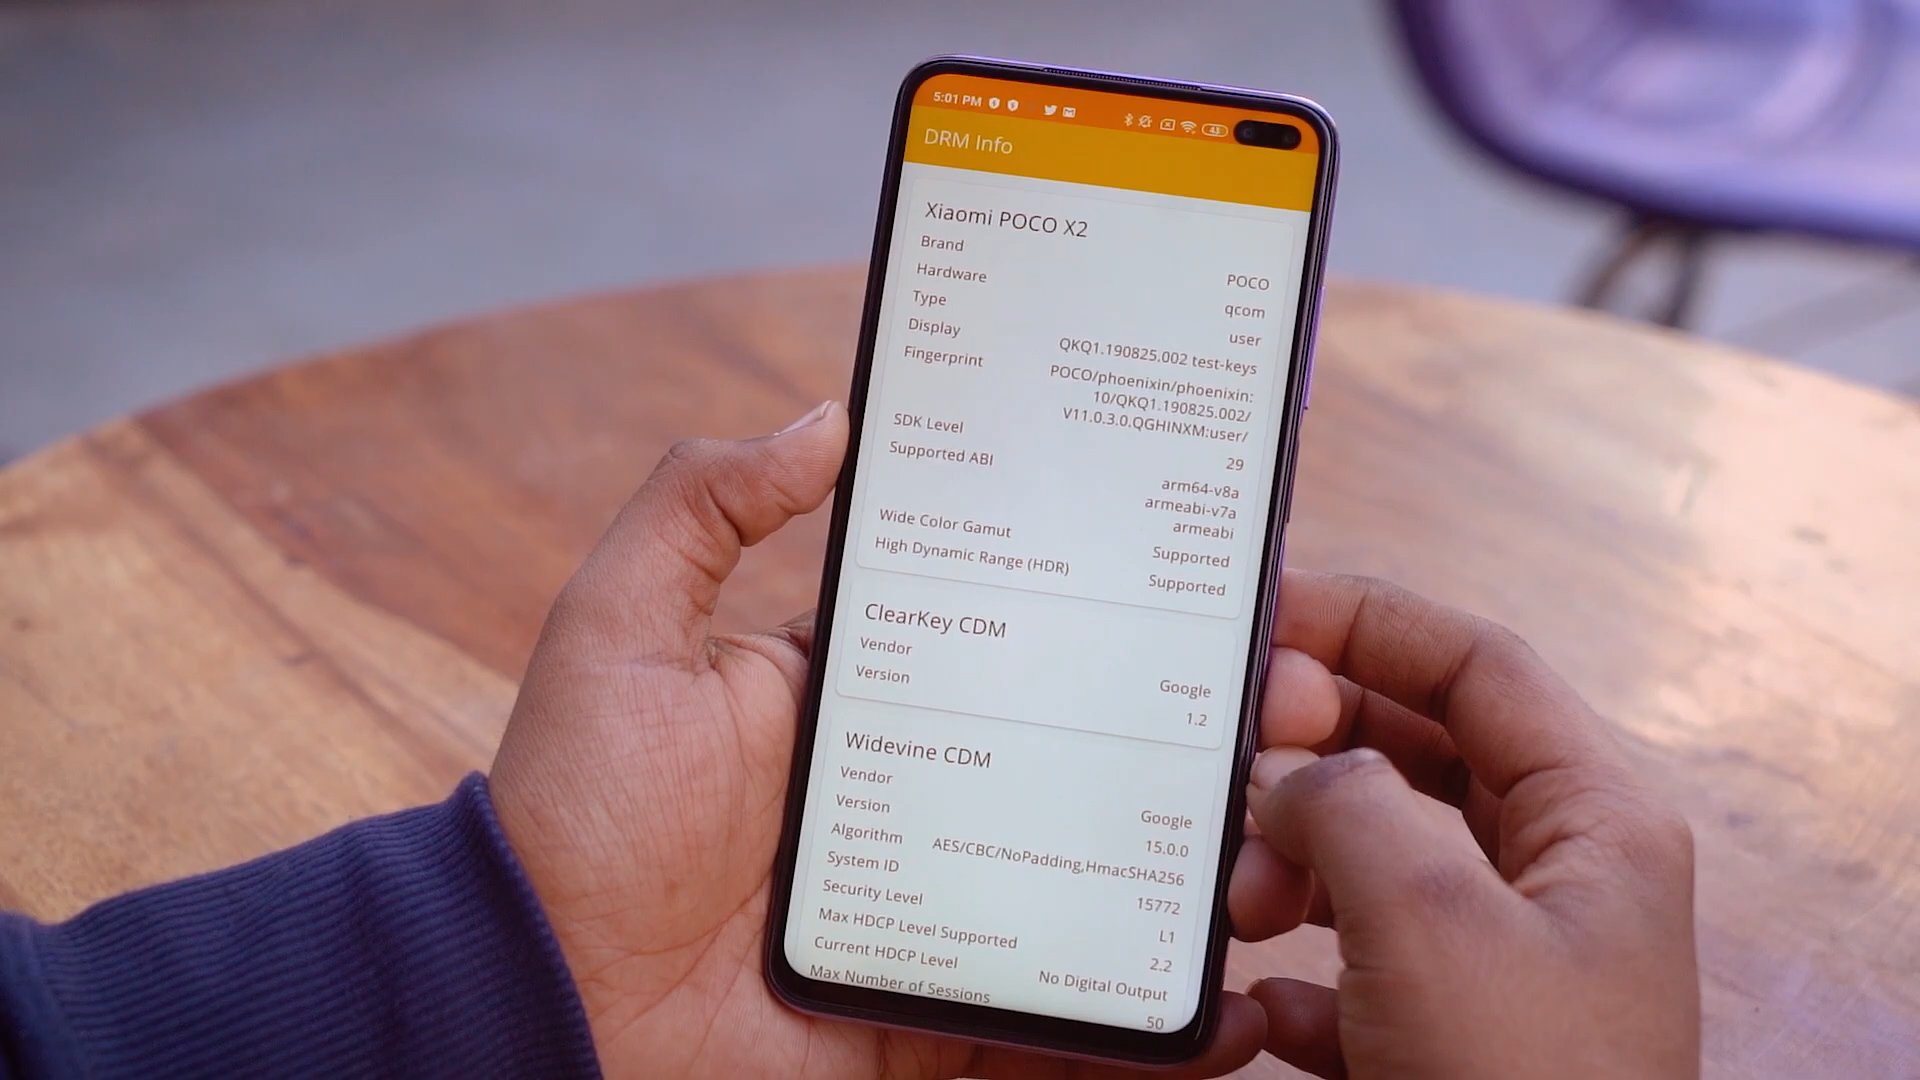 5:01 PM
43
DRM Info
Xiaomi POCO X2
Brand POCO
Hardware qcom
Type user
Display QKQ1.190825.002 test-keys
Fingerprint POCO/phoenixin/phoenixin:
10/QKQ1.190825.002/
V11.0.3.0.QGHINXM:user/
SDK Level 29
Supported ABI arm64-v8a
armeabi-v7a
armeabi
Wide Color Gamut Supported
High Dynamic Range (HDR) Supported
ClearKey CDM
Vendor Google
Version 1.2
Widevine CDM
Vendor Google
Version 15.0.0
Algorithm AES/CBC/NoPadding,HmacSHA256
System ID 15772
Security Level L1
Max HDCP Level Supported 2.2
Current HDCP Level No Digital Output
Max Number of Sessions 50